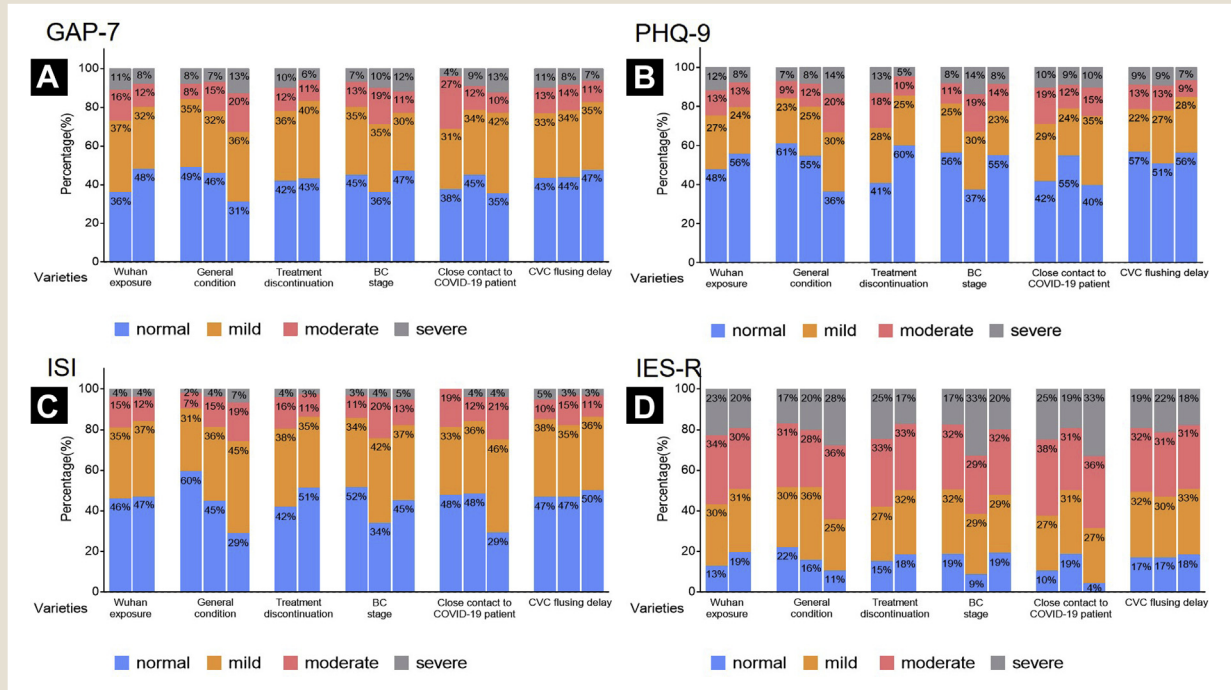 GAP-7
A
Percentage(%)
100
80
60
40
20
0
11% 8% 8% 7% 13% 10% 6% 7% 10% 12% 4% 9% 13% 11% 8% 7%
16% 12% 8% 15% 20% 12% 11% 13% 19% 11% 27% 12% 10% 13% 14% 11%
37% 32% 35% 32% 36% 36% 40% 35% 35% 30% 31% 34% 42% 33% 34% 35%
36% 48% 49% 46% 31% 42% 43% 45% 36% 47% 38% 45% 35% 43% 44% 47%
Varieties
Wuhan exposure
General condition
Treatment discontinuation
BC stage
Close contact to COVID-19 patient
CVC flusing delay
normal mild moderate severe
PHQ-9
B
Percentage(%)
100
80
60
40
20
0
12% 8% 7% 8% 14% 13% 5% 8% 14% 8% 10% 9% 10% 9% 9% 7%
13% 13% 9% 12% 20% 18% 10% 11% 19% 14% 19% 12% 15% 13% 13% 9%
27% 24% 23% 25% 30% 28% 25% 25% 30% 23% 29% 24% 35% 22% 27% 28%
48% 56% 61% 55% 36% 41% 60% 56% 37% 55% 42% 55% 40% 57% 51% 56%
Varieties
Wuhan exposure
General condition
Treatment discontinuation
BC stage
Close contact to COVID-19 patient
CVC flushing delay
normal mild moderate severe
ISI
C
Percentage(%)
100
80
60
40
20
0
4% 4% 2% 4% 7% 4% 3% 3% 4% 5% 4% 4% 5% 3% 3%
15% 12% 7% 15% 19% 16% 11% 11% 20% 13% 19% 12% 21% 10% 15% 11%
35% 37% 31% 36% 45% 38% 35% 34% 42% 37% 33% 36% 46% 38% 35% 36%
46% 47% 60% 45% 29% 42% 51% 52% 34% 45% 48% 48% 29% 47% 47% 50%
Varieties
Wuhan exposure
General condition
Treatment discontinuation
BC stage
Close contact to COVID-19 patient
CVC flusing delay
normal mild moderate severe
IES-R
D
Percentage(%)
100
80
60
40
20
0
23% 20% 17% 20% 28% 25% 17% 17% 33% 20% 25% 19% 33% 19% 22% 18%
34% 30% 31% 28% 36% 33% 33% 32% 29% 32% 38% 31% 36% 32% 31% 31%
30% 31% 30% 36% 25% 27% 32% 32% 29% 29% 27% 31% 27% 32% 30% 33%
13% 19% 22% 16% 11% 15% 18% 19% 9% 19% 10% 19% 4% 17% 17% 18%
Varieties
Wuhan exposure
General condition
Treatment discontinuation
BC stage
Close contact to COVID-19 patient
CVC flusing delay
normal mild moderate severe